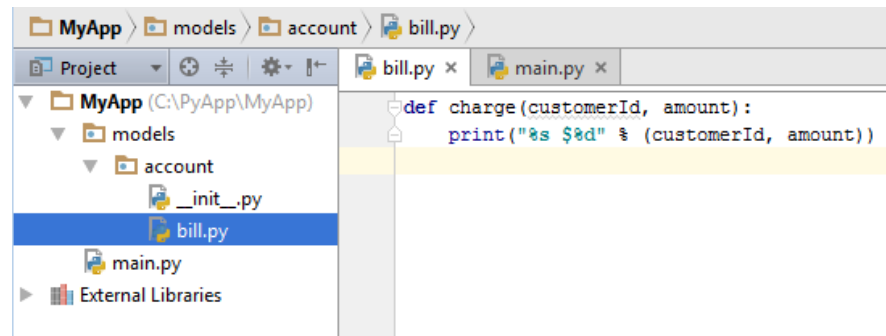 MyApp models account bill.py
Project
bill.py × main.py ×
MyApp (C:\PyApp\MyApp)
def charge(customerId, amount):
models
print("%s $%d" % (customerId, amount))
account
__init__.py
bill.py
main.py
External Libraries